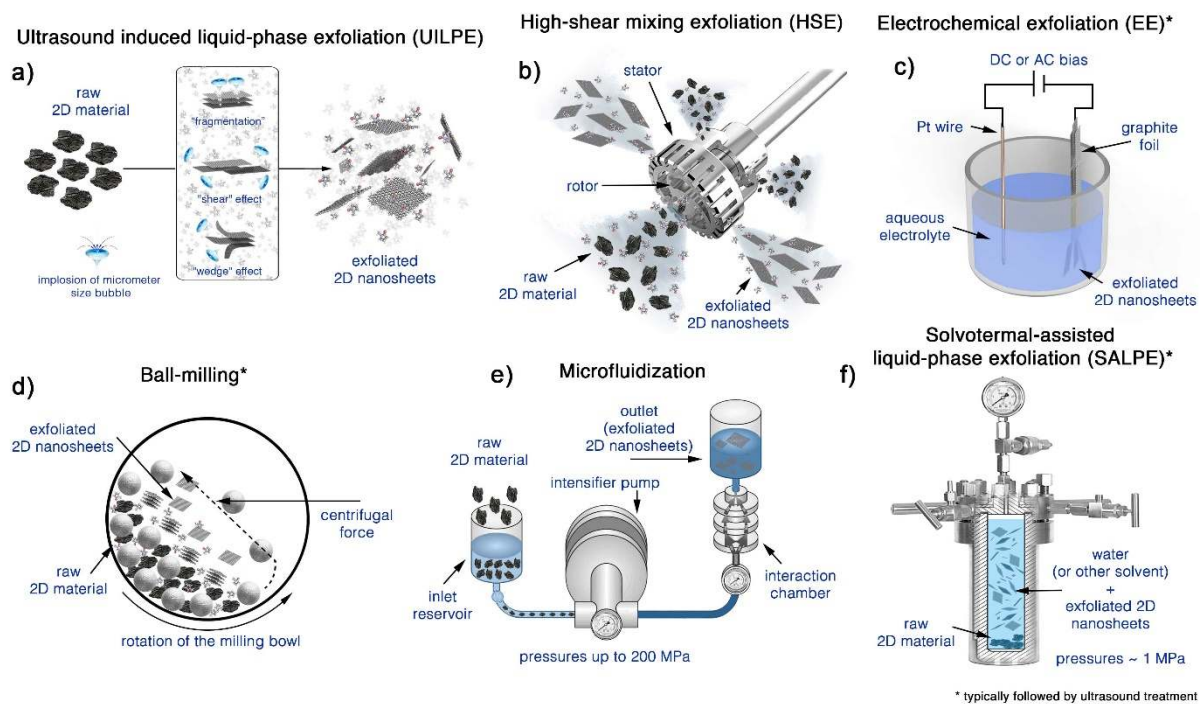 Ultrasound induced liquid-phase exfoliation (UILPE)
a)
raw
2D material
"fragmentation"
"shear" effect
"wedge" effect
implosion of micrometer
size bubble
exfoliated
2D nanosheets
High-shear mixing exfoliation (HSE)
b)
stator
rotor
raw
2D material
exfoliated
2D nanosheets
Electrochemical exfoliation (EE)*
c)
DC or AC bias
Pt wire
graphite
foil
aqueous
electrolyte
exfoliated
2D nanosheets
d)
Ball-milling*
exfoliated
2D nanosheets
centrifugal
force
raw
2D material
rotation of the milling bowl
e)
Microfluidization
raw
2D material
outlet
(exfoliated
2D nanosheets)
intensifier pump
inlet
reservoir
interaction
chamber
pressures up to 200 MPa
Solvotermal-assisted
liquid-phase exfoliation (SALPE)*
f)
water
(or other solvent)
+
exfoliated 2D
nanosheets
raw
2D material
pressures ~ 1 MPa
* typically followed by ultrasound treatment